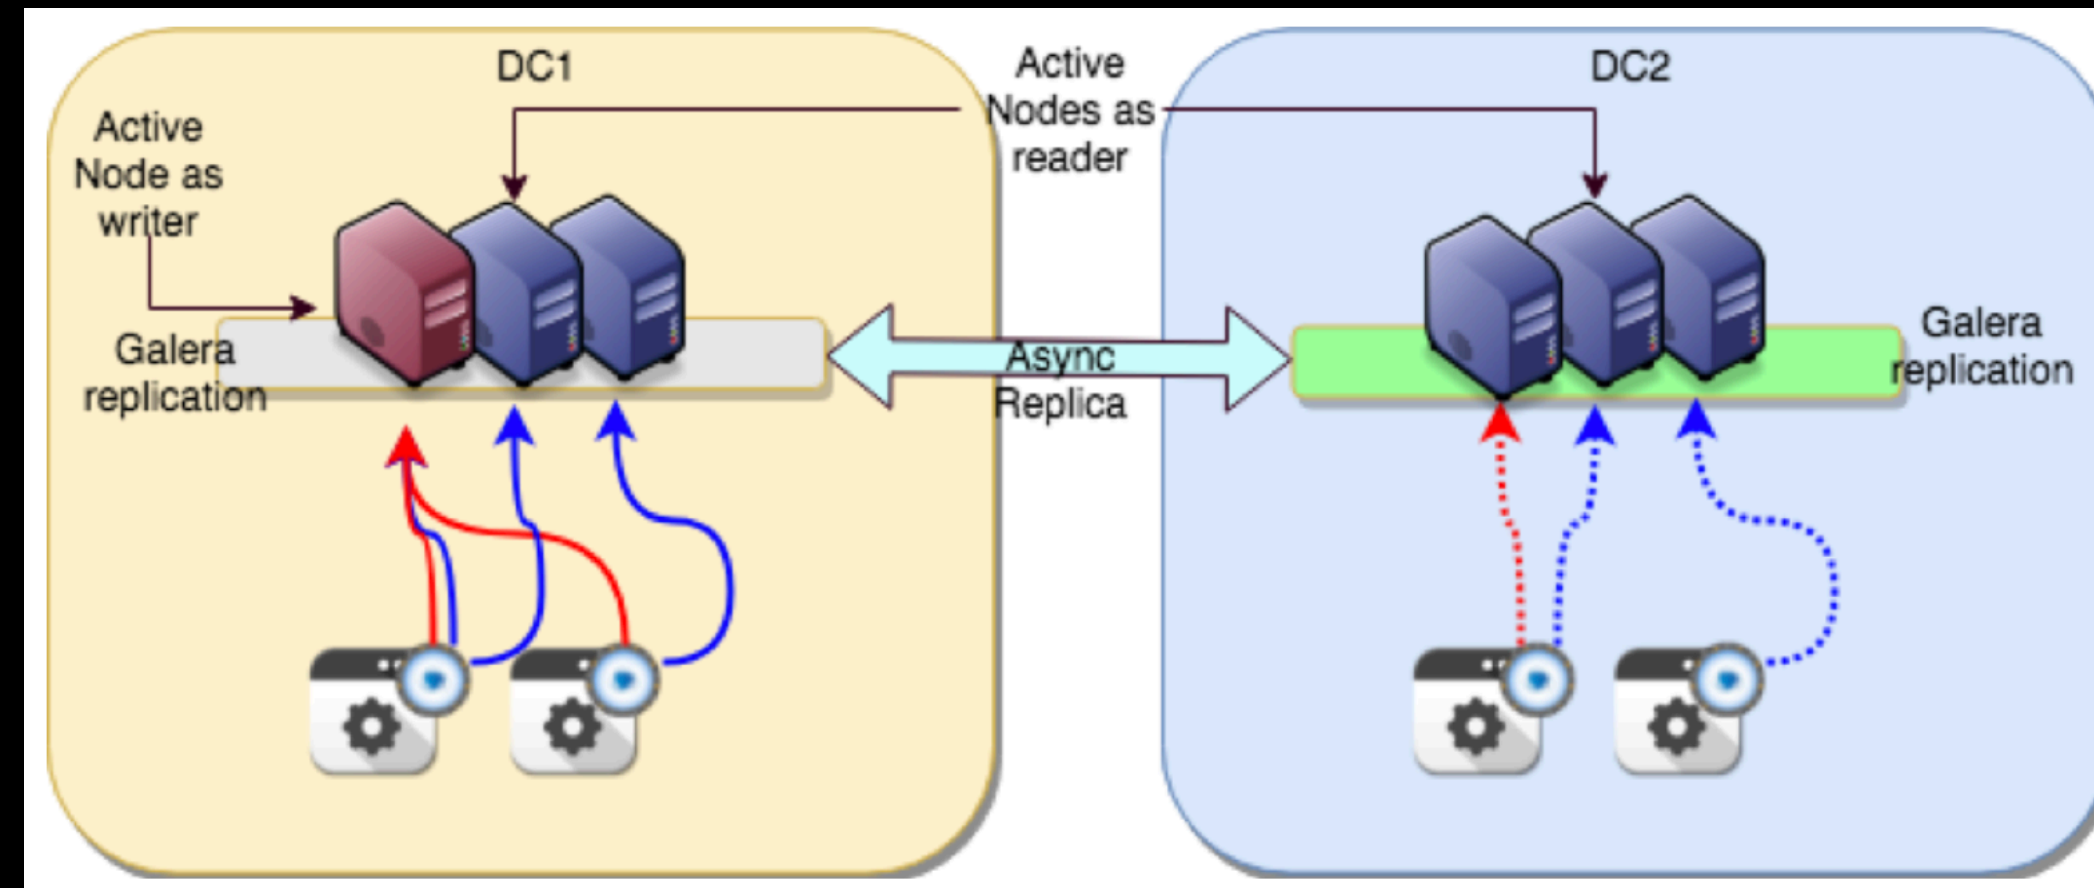 DC1
Active
Node as
writer
Galera
replication
Active
Nodes as
reader
Async
Replica
DC2
Galera
replication